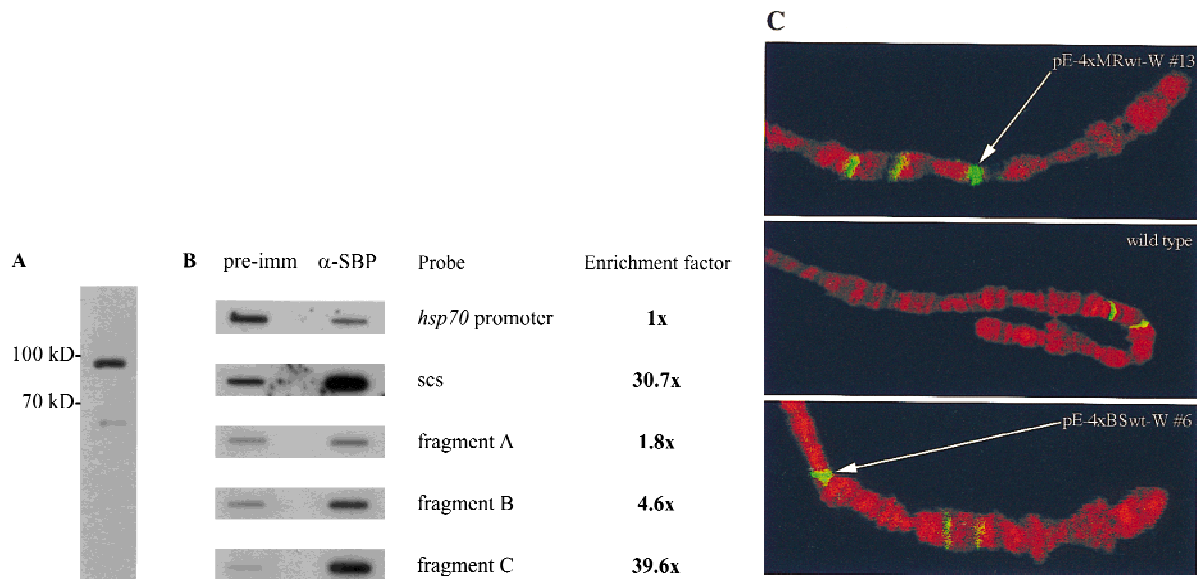 C
pE-4xMRwt-W #13
wild type
pE-4xBSwt-W #6
A
100 kD-
70 kD-
B pre-imm α-SBP Probe Enrichment factor
hsp70 promoter 1x
scs 30.7x
fragment A 1.8x
fragment B 4.6x
fragment C 39.6x